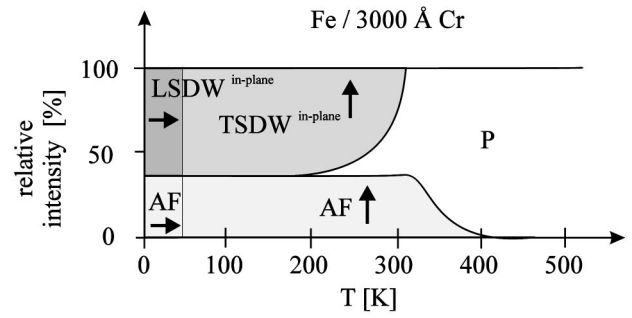 Fe / 3000 Å Cr
relative
intensity [%]
100
50
0
LSDW in-plane
TSDW in-plane
P
AF
AF
0 100 200 300 400 500
T [K]